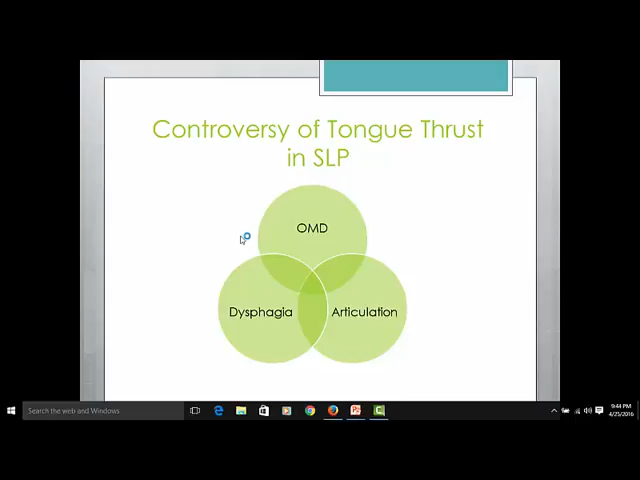 Controversy of Tongue Thrust
in SLP
OMD
Dysphagia
Articulation
Search the web and Windows
9:44 PM
4/25/2016